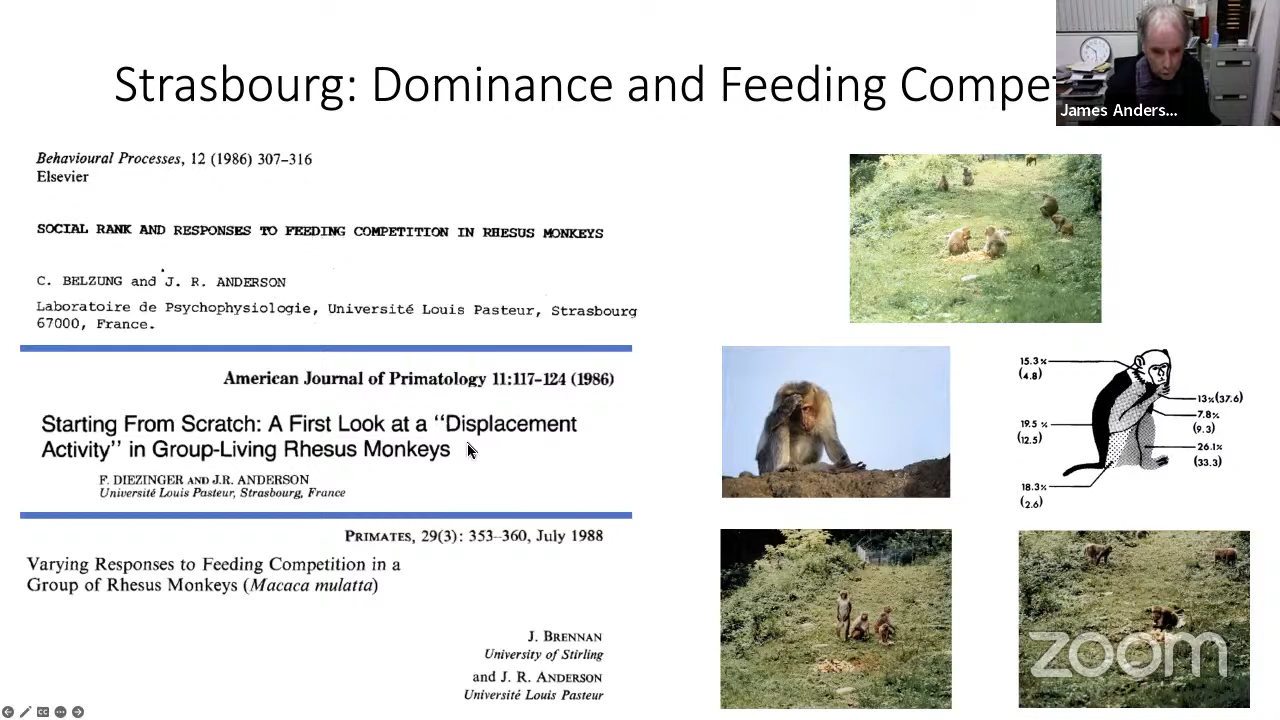 Strasbourg: Dominance and Feeding Compe
James Anders...
Behavioural Processes, 12 (1986) 307-316
Elsevier
SOCIAL RANK AND RESPONSES TO FEEDING COMPETITION IN RHESUS MONKEYS
C. BELZUNG and J. R. ANDERSON
Laboratoire de Psychophysiologie, Université Louis Pasteur, Strasbourg
67000, France.
American Journal of Primatology 11:117-124 (1986)
Starting From Scratch: A First Look at a "Displacement
Activity" in Group-Living Rhesus Monkeys
F. DIEZINGER AND J.R. ANDERSON
Université Louis Pasteur, Strasbourg, France
PRIMATES, 29(3): 353-360, July 1988
Varying Responses to Feeding Competition in a
Group of Rhesus Monkeys (Macaca mulatta)
J. BRENNAN
University of Stirling
and J. R. ANDERSON
Université Louis Pasteur
15.3%
(4.8)
13%(37.6)
7.8%
(9.3)
19.5%
(12.5)
26.1%
(33.3)
18.3%
(2.6)
zoom
CC